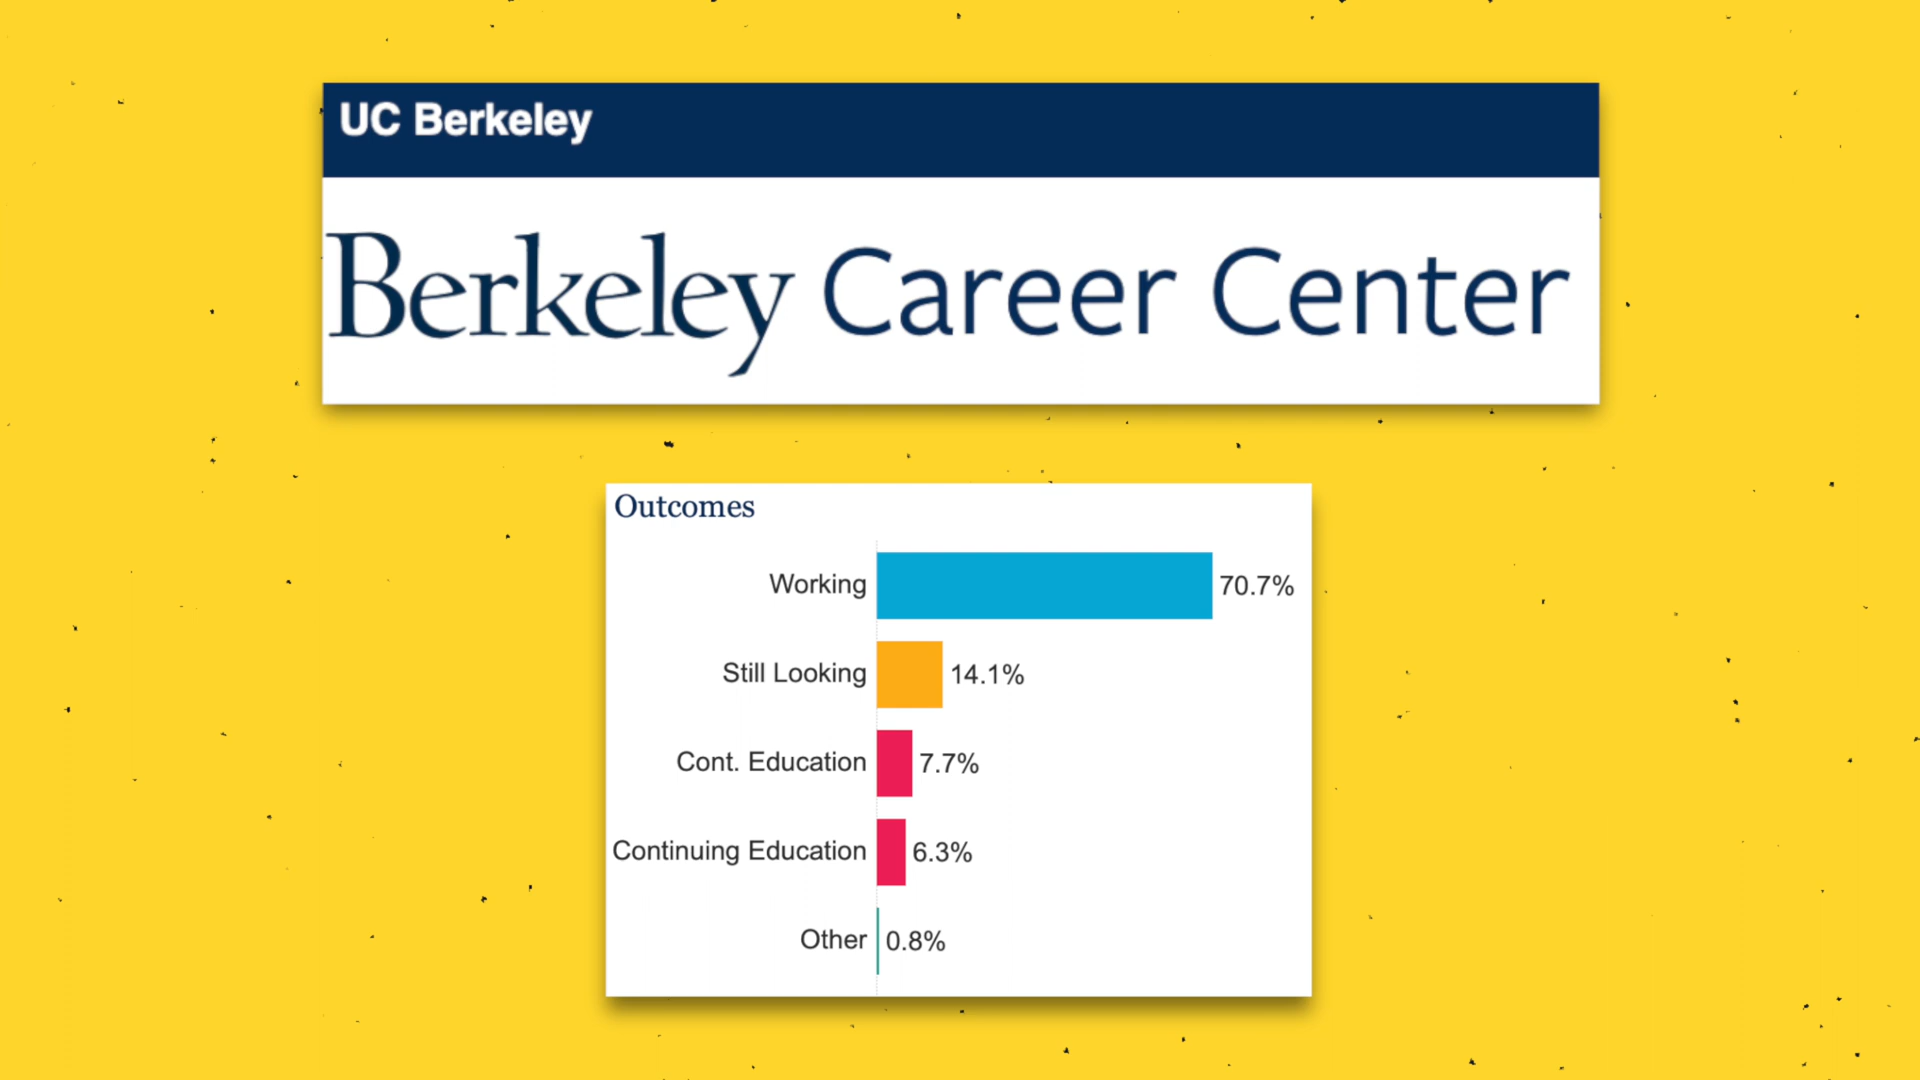 UC Berkeley
Berkeley Career Center
Outcomes
Working 70.7%
Still Looking 14.1%
Cont. Education 7.7%
Continuing Education 6.3%
Other 0.8%